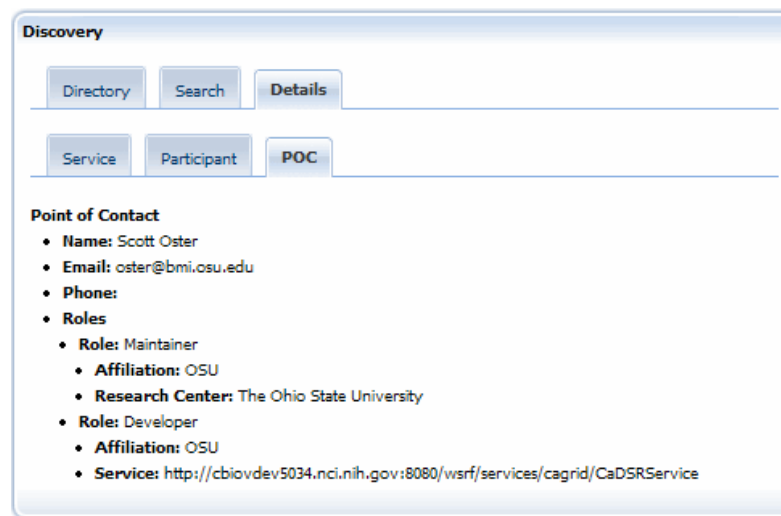 Discovery
Directory Search Details
Service Participant POC
Point of Contact
• Name: Scott Oster
• Email: oster@bmi.osu.edu
• Phone:
• Roles
• Role: Maintainer
• Affiliation: OSU
• Research Center: The Ohio State University
• Role: Developer
• Affiliation: OSU
• Service: http://cbiovdev5034.nci.nih.gov:8080/wsrf/services/cagrid/CaDSRService